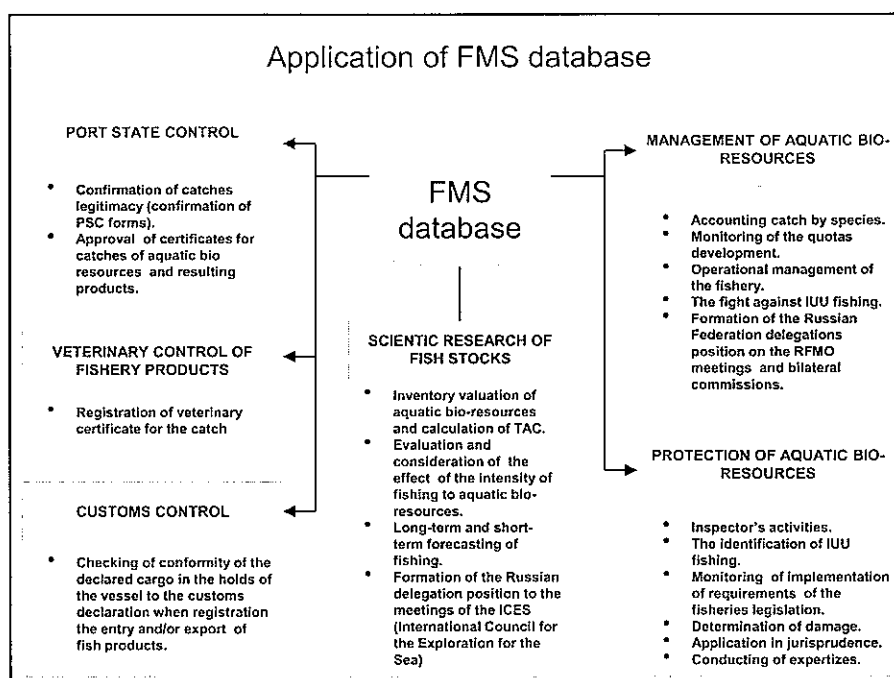 Application of FMS database
PORT STATE CONTROL
• Confirmation of catches
legitimacy (confirmation of
PSC forms).
• Approval of certificates for
catches of aquatic bio
resources and resulting
products.
VETERINARY CONTROL OF
FISHERY PRODUCTS
• Registration of veterinary
certificate for the catch
CUSTOMS CONTROL
• Checking of conformity of the
declared cargo in the holds of
the vessel to the customs
declaration when registration
the entry and/or export of
fish products.
FMS
database
SCIENTIC RESEARCH OF
FISH STOCKS
• Inventory valuation of
aquatic bio-resources
and calculation of TAC.
• Evaluation and
consideration of the
effect of the intensity of
fishing to aquatic bio-
resources.
• Long-term and short-
term forecasting of
fishing.
• Formation of the Russian
delegation position to the
meetings of the ICES
(International Council for
the Exploration for the
Sea)
MANAGEMENT OF AQUATIC BIO-
RESOURCES
• Accounting catch by species.
• Monitoring of the quotas
development.
• Operational management of
the fishery.
• The fight against IUU fishing.
• Formation of the Russian
Federation delegations
position on the RFMO
meetings and bilateral
commissions.
PROTECTION OF AQUATIC BIO-
RESOURCES
• Inspector's activities.
• The identification of IUU
fishing.
• Monitoring of implementation
of requirements of the
fisheries legislation.
• Determination of damage.
• Application in jurisprudence.
• Conducting of expertizes.